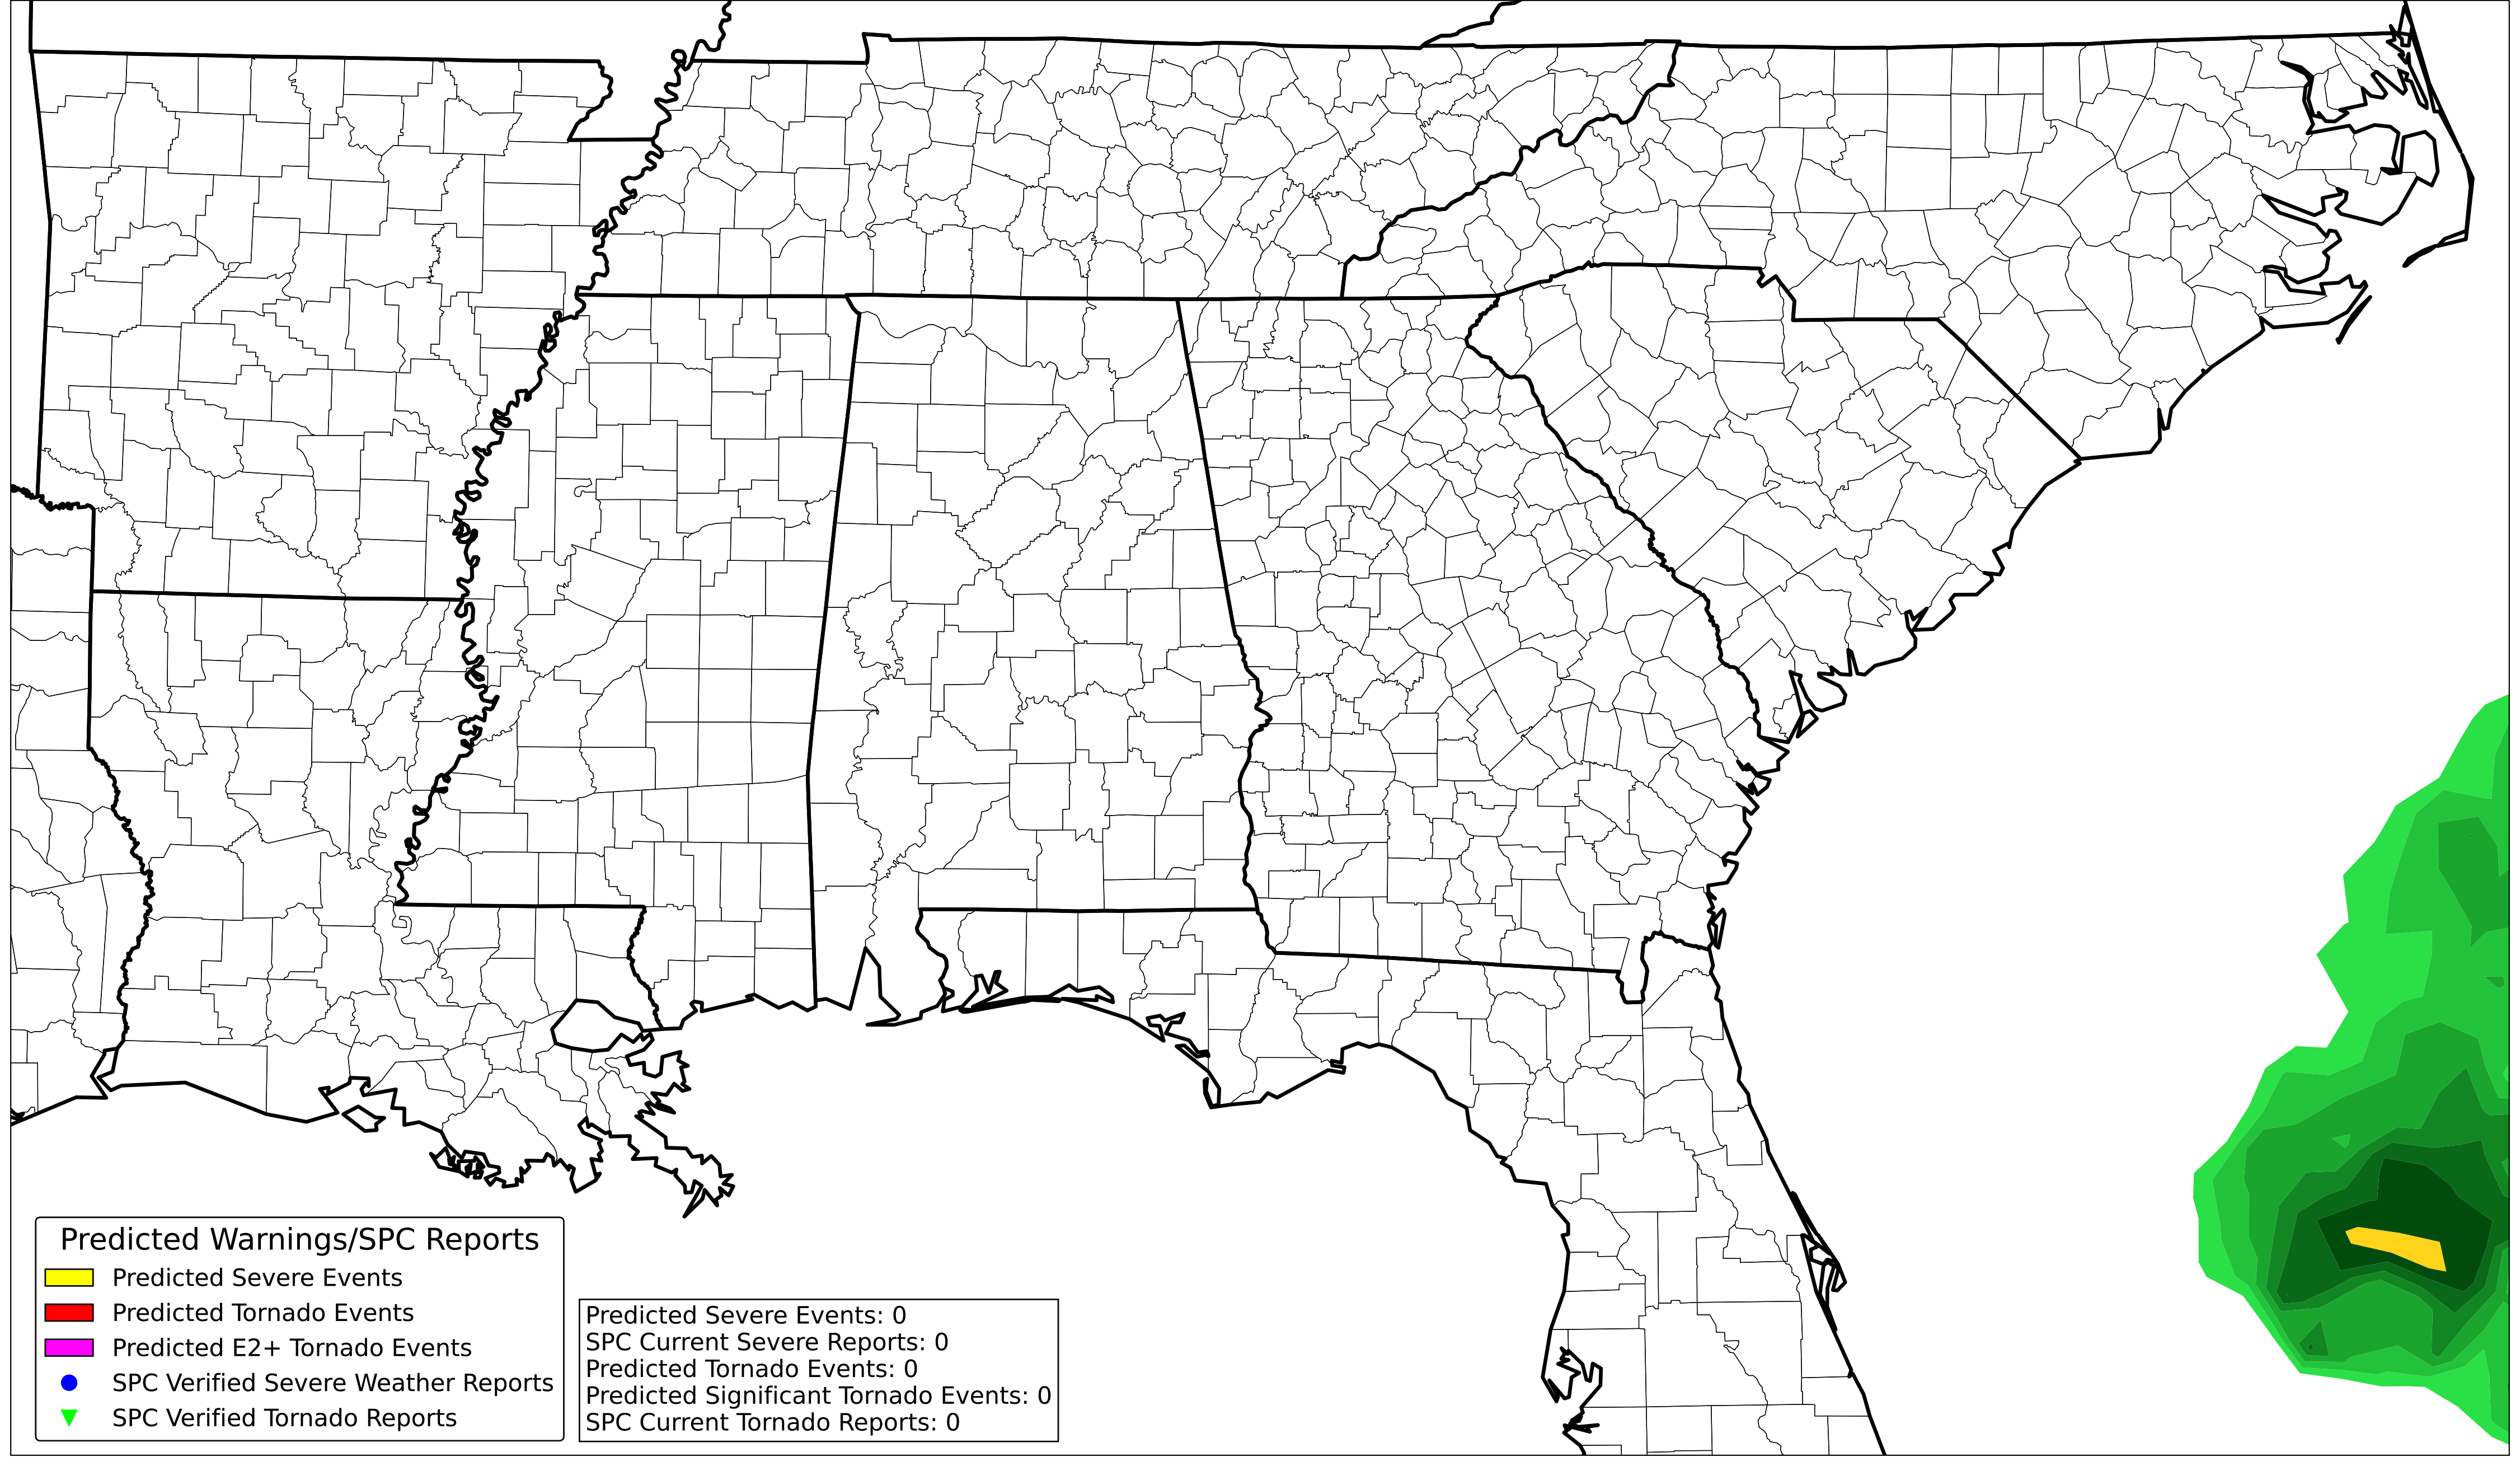 Predicted Warnings/SPC Reports
Predicted Severe Events
Predicted Tornado Events
Predicted E2+ Tornado Events
SPC Verified Severe Weather Reports
SPC Verified Tornado Reports
Predicted Severe Events: 0
SPC Current Severe Reports: 0
Predicted Tornado Events: 0
Predicted Significant Tornado Events: 0
SPC Current Tornado Reports: 0